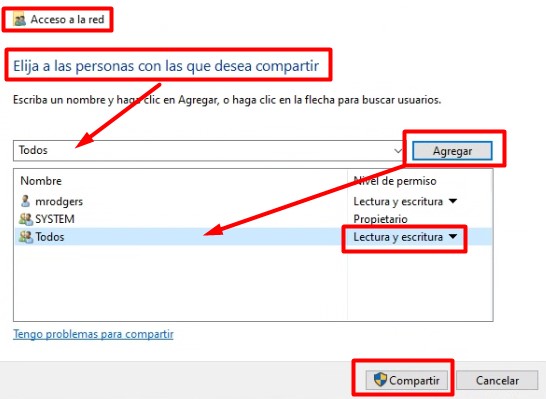 Acceso a la red
Elija a las personas con las que desea compartir
Escriba un nombre y haga clic en Agregar, o haga clic en la flecha para buscar usuarios.
Todos
Agregar
Nombre Nivel de permiso
mrodgers Lectura y escritura
SYSTEM Propietario
Todos Lectura y escritura
Tengo problemas para compartir
Compartir Cancelar